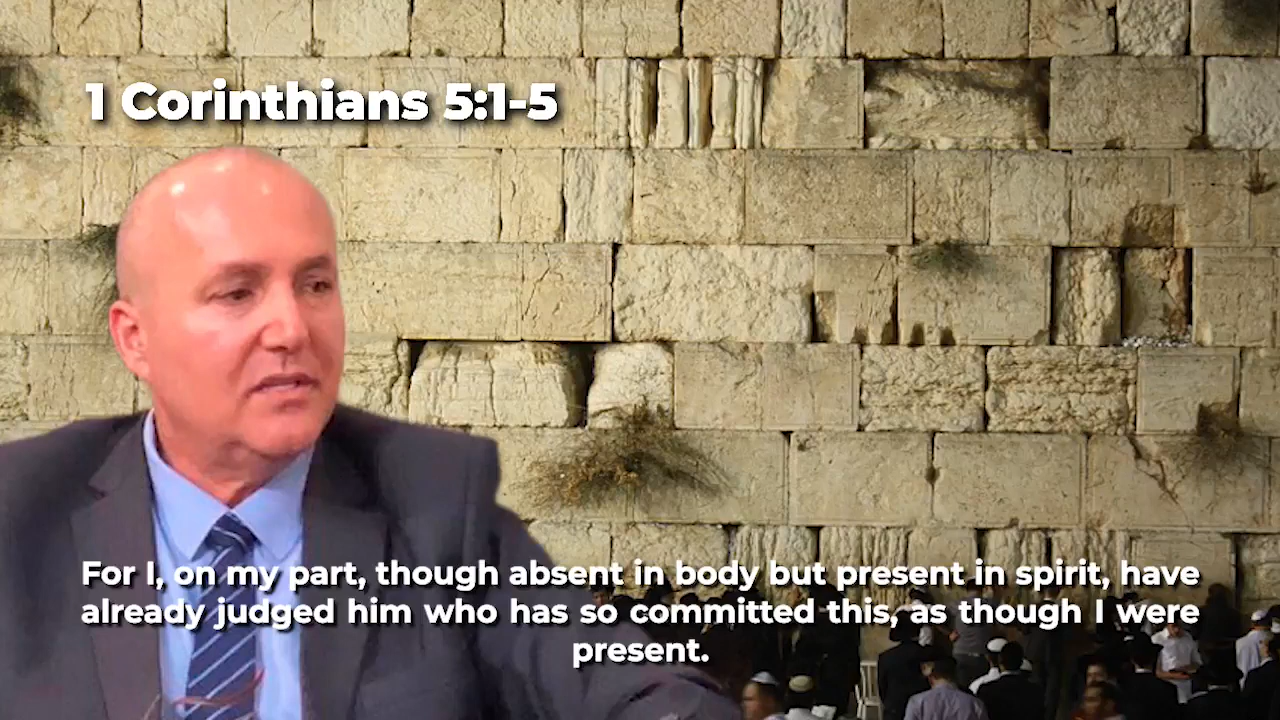 1 Corinthians 5:1-5
For I, on my part, though absent in body but present in spirit, have
already judged him who has so committed this, as though I were
present.